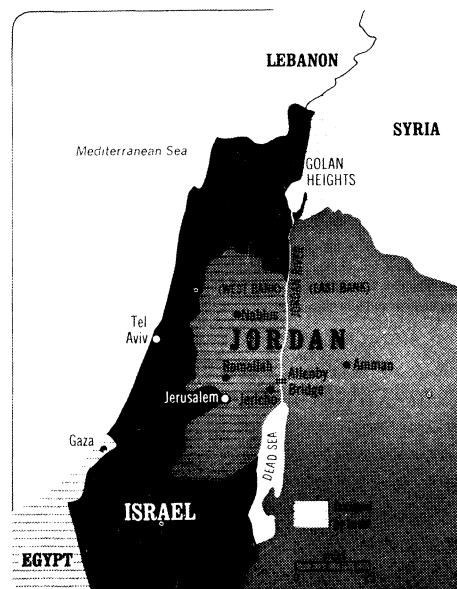 LEBANON
SYRIA
Mediterranean Sea
GOLAN
HEIGHTS
JORDAN RIVER
(WEST BANK)
(EAST BANK)
Nablus
Tel
Aviv
JORDAN
Ramallah
Allenby
Bridge
Amman
Jerusalem
Jericho
Gaza
DEAD SEA
ISRAEL
EGYPT